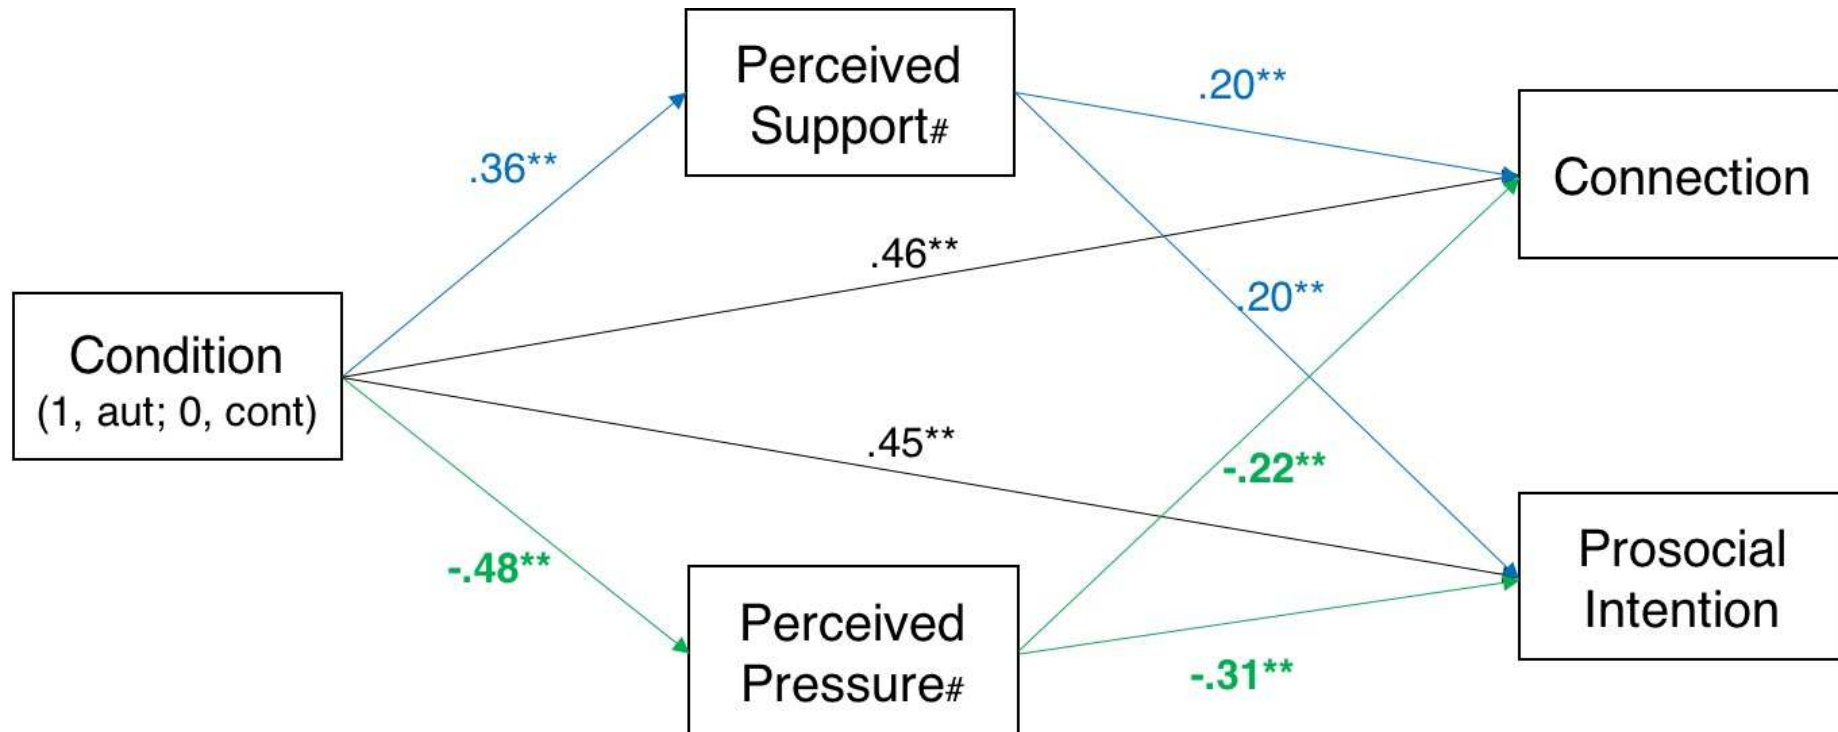 Perceived
Support#
.20**
Connection
.36**
.46**
.20**
Condition
(1, aut; 0, cont)
.45**
-.22**
Prosocial
Intention
-.48**
Perceived
Pressure#
-.31**